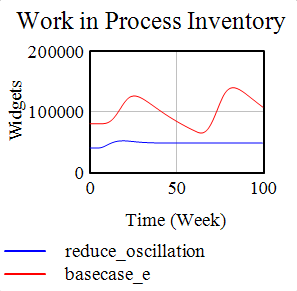 Work in Process Inventory
200000
100000
0
Widgets
0 50 100
Time (Week)
reduce_oscillation
basecase_e